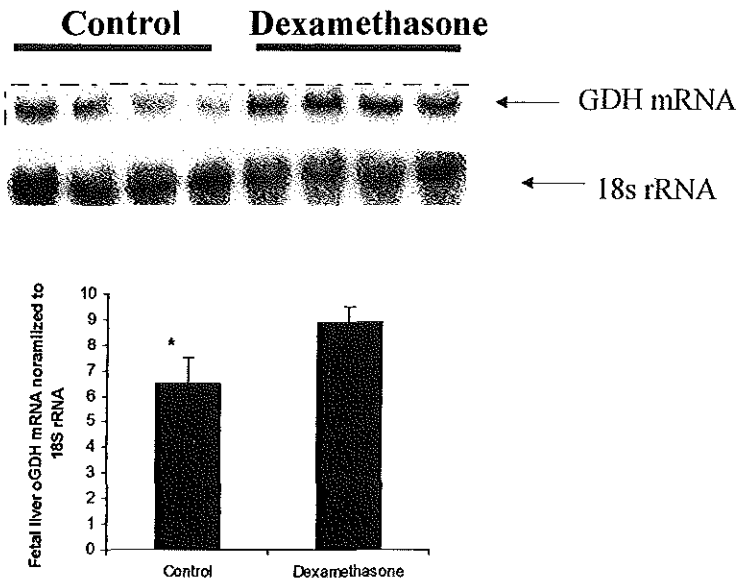 Control Dexamethasone
GDH mRNA
18s rRNA
Fetal liver oGDH mRNA noramlized to
18S rRNA
10
9
8
7
6
5
4
3
2
1
0
*
Control Dexamethasone